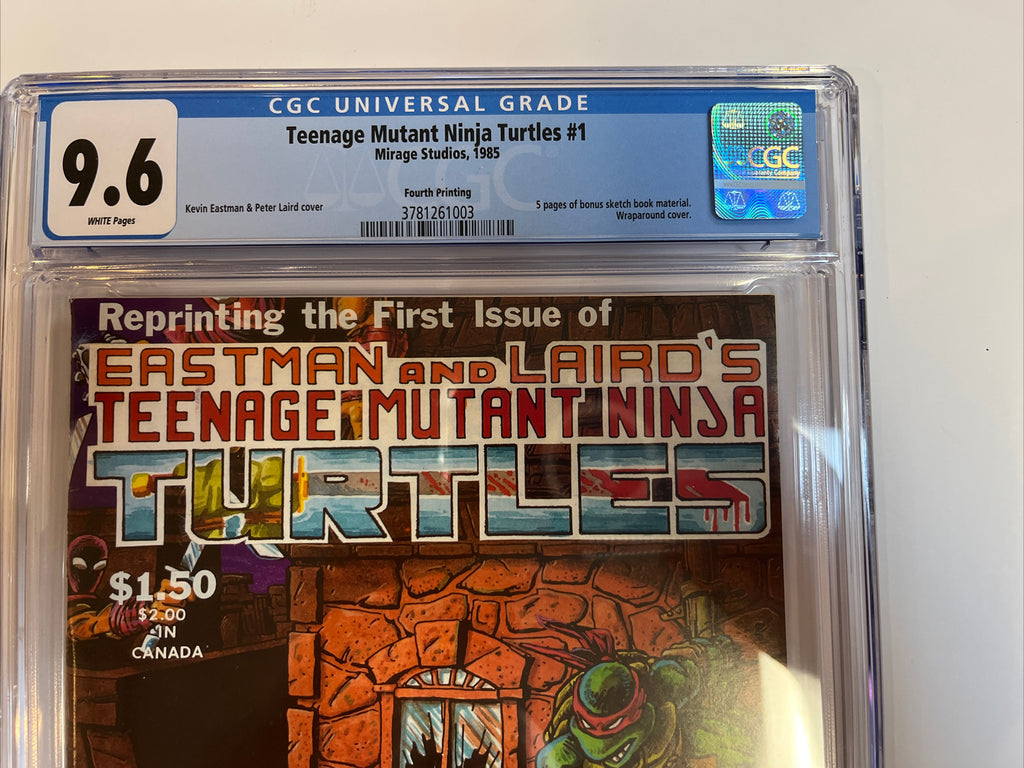 CGC UNIVERSAL GRADE
9.6
WHITE Pages
Teenage Mutant Ninja Turtles #1
Mirage Studios, 1985
Fourth Printing
3781261003
Kevin Eastman & Peter Laird cover
5 pages of bonus sketch book material.
Wraparound cover.
CGC
CGC
Reprinting the First Issue of
EASTMAN AND LAIRD'S
TEENAGE MUTANT NINJA
TURTLES
$1.50
$2.00
IN
CANADA